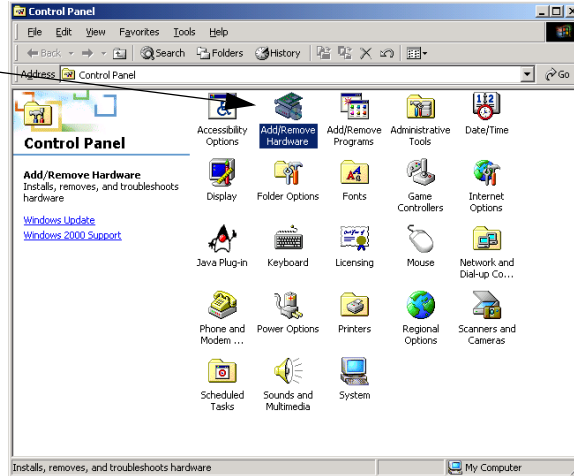 Control Panel
File Edit View Favorites Tools Help
Back Search Folders History
Address Control Panel Go
Control Panel
Add/Remove Hardware
Installs, removes, and troubleshoots
hardware
Windows Update
Windows 2000 Support
Accessibility
Options
Add/Remove
Hardware
Add/Remove
Programs
Administrative
Tools
Date/Time
Display
Folder Options
Fonts
Game
Controllers
Internet
Options
Java Plug-in
Keyboard
Licensing
Mouse
Network and
Dial-up Co...
Phone and
Modem ...
Power Options
Printers
Regional
Options
Scanners and
Cameras
Scheduled
Tasks
Sounds and
Multimedia
System
Installs, removes, and troubleshoots hardware My Computer